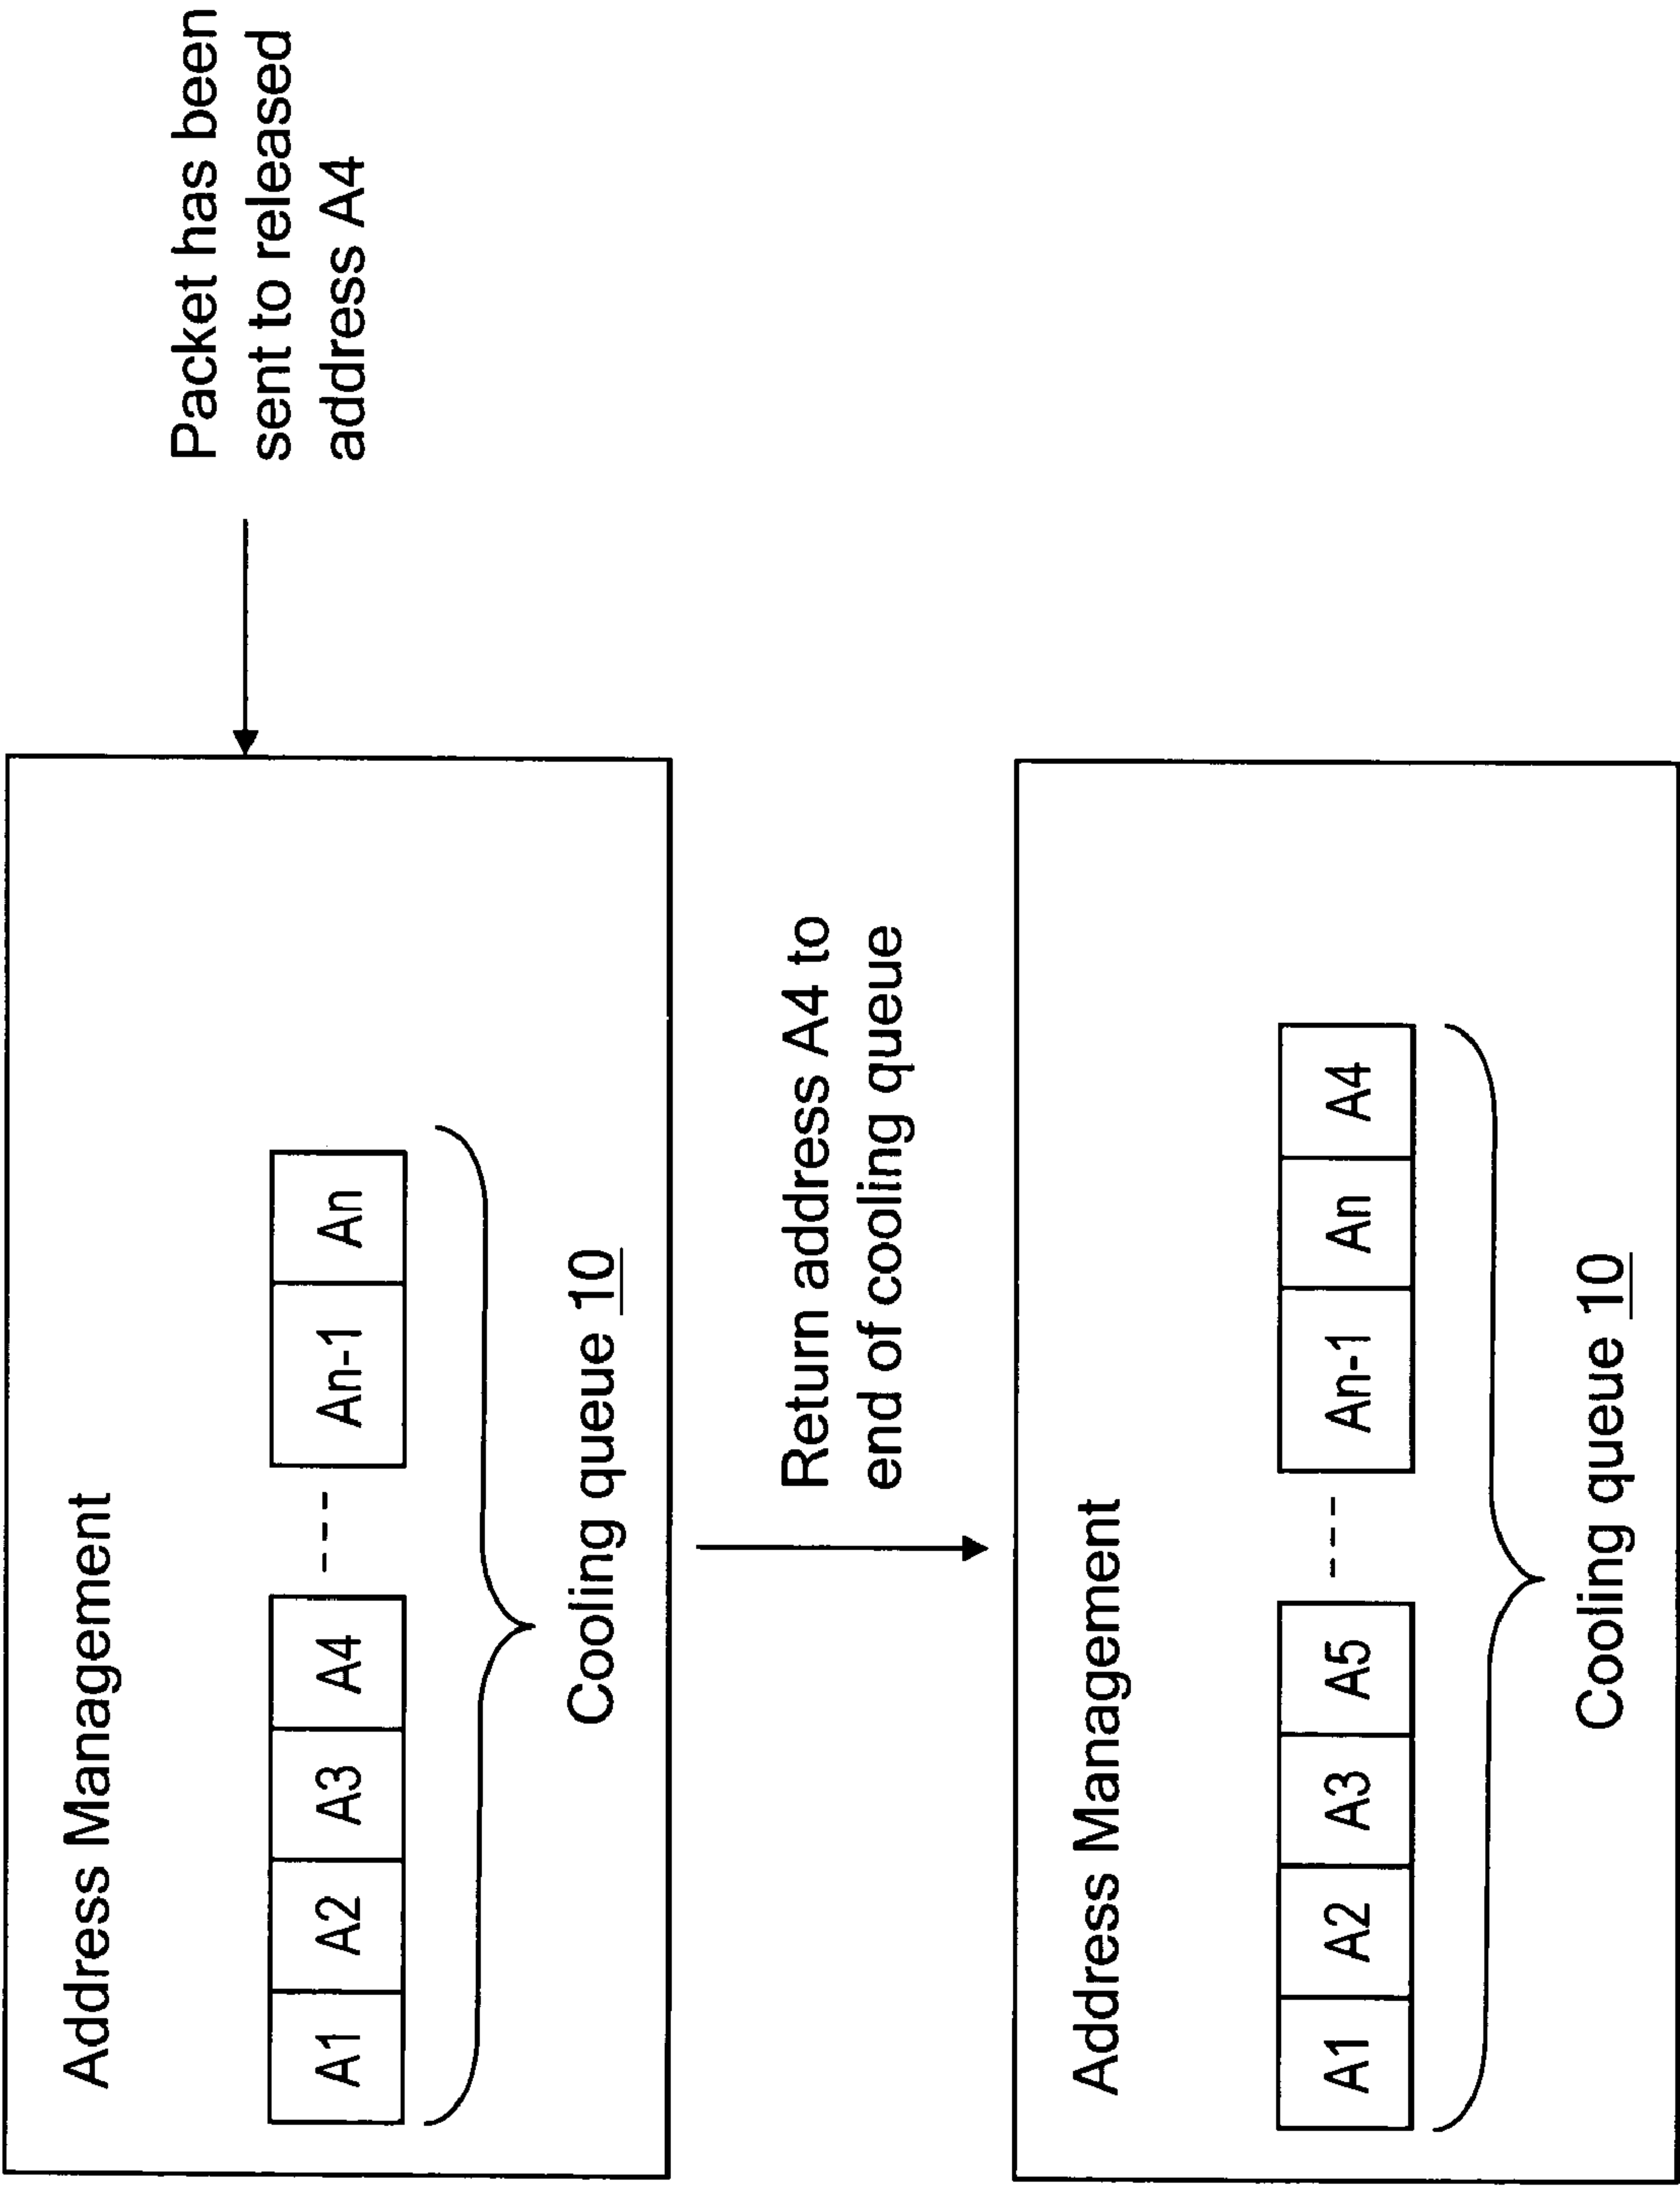 Packet has been
sent to released
address A4
Address Management
A1 A2 A3 A4 --- An-1 An
Cooling queue 10
Return address A4 to
end of cooling queue
Address Management
A1 A2 A3 A5 --- An-1 An A4
Cooling queue 10